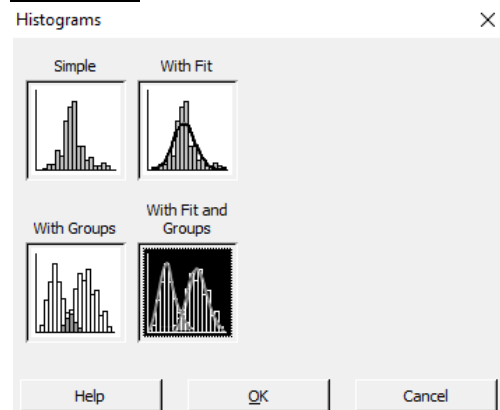 Histograms
Simple
With Fit
With Groups
With Fit and
Groups
Help
OK
Cancel